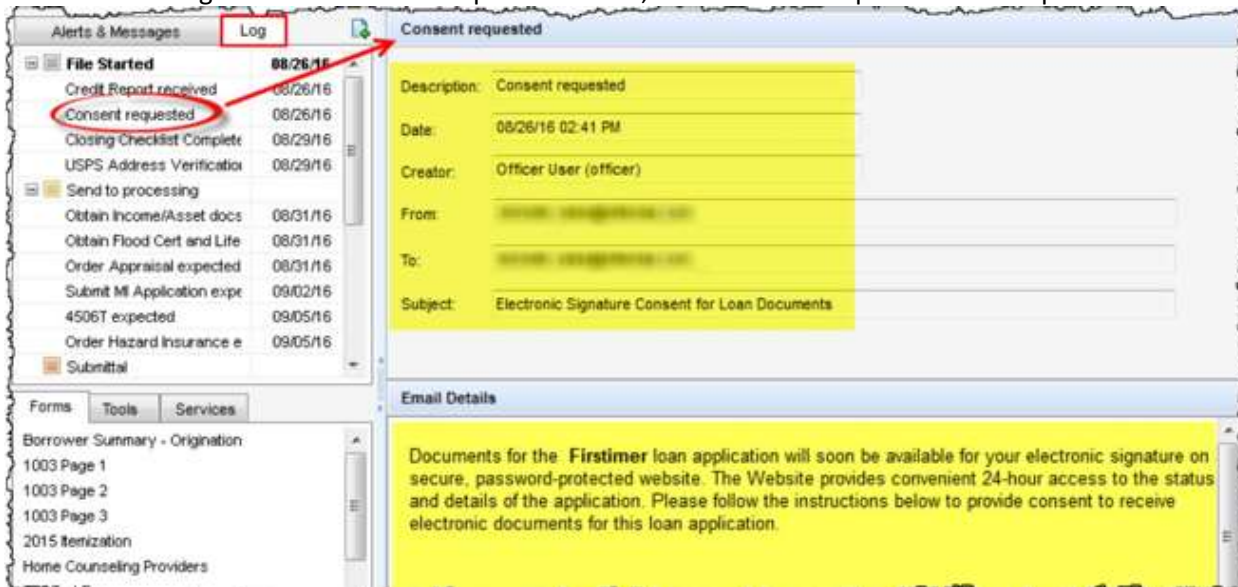 Alerts & Messages Log
File Started 08/26/16
Credit Report received 08/26/16
Consent requested 08/26/16
Closing Checklist Complete 08/29/16
USPS Address Verificatio 08/29/16
Send to processing
Obtain Income/Asset docs 08/31/16
Obtain Flood Cert and Life 08/31/16
Order Appraisal expected 08/31/16
Submit MI Application expe 09/02/16
4506T expected 09/05/16
Order Hazard Insurance e 09/05/16
Submittal
Forms Tools Services
Borrower Summary - Origination
1003 Page 1
1003 Page 2
1003 Page 3
2015 Itemization
Home Counseling Providers
Consent requested
Description: Consent requested
Date: 08/26/16 02:41 PM
Creator: Officer User (officer)
From:
To:
Subject: Electronic Signature Consent for Loan Documents
Email Details
Documents for the Firstimer loan application will soon be available for your electronic signature on
secure, password-protected website. The Website provides convenient 24-hour access to the status
and details of the application. Please follow the instructions below to provide consent to receive
electronic documents for this loan application.